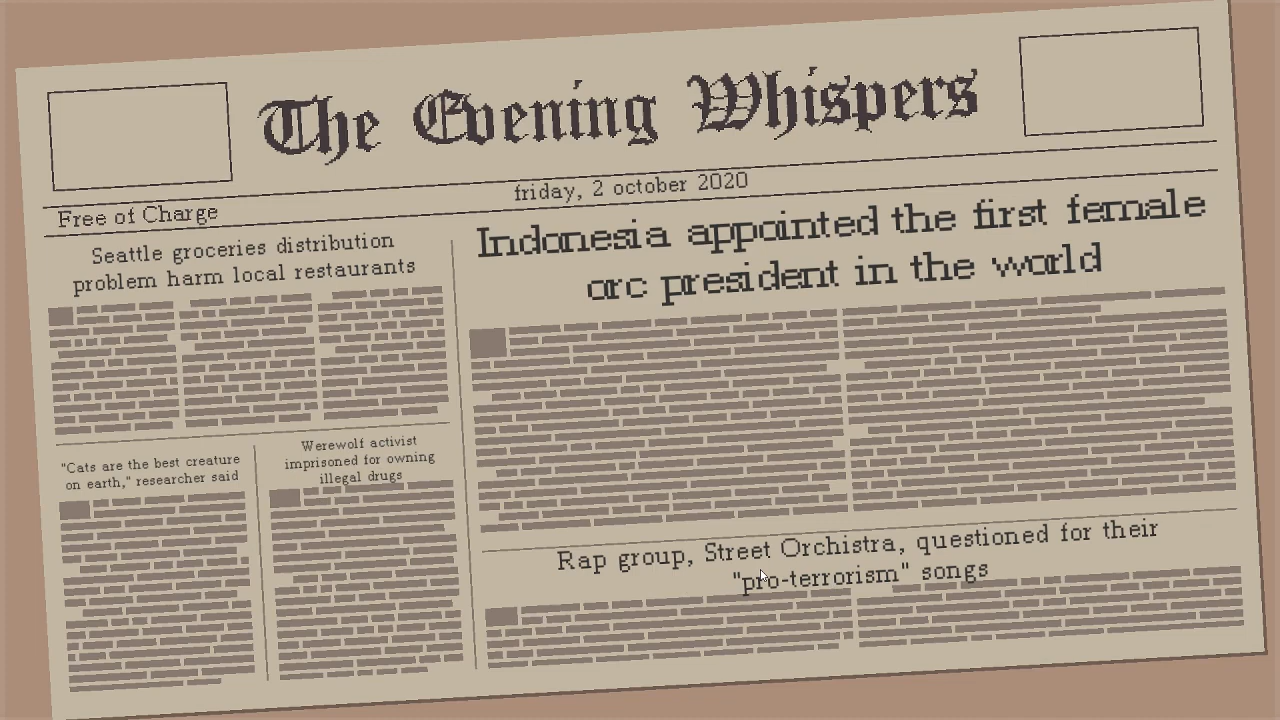 The Evening Whispers
friday, 2 october 2020
Free of Charge
Seattle groceries distribution
problem harm local restaurants
Indonesia appointed the first female
orc president in the world
"Cats are the best creature
on earth," researcher said
Werewolf activist
imprisoned for owning
illegal drugs
Rap group, Street Orchistra, questioned for their
"pro-terrorism" songs